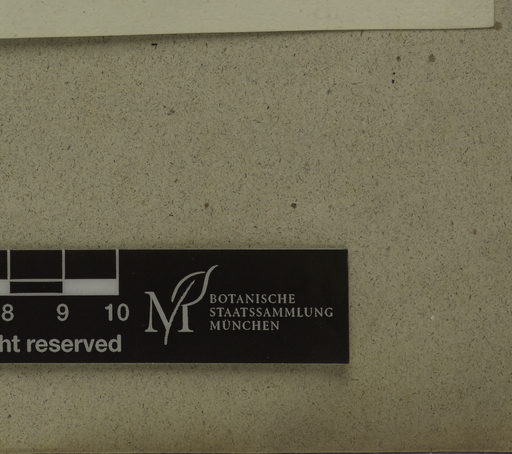 8 9 10
ht reserved
M
BOTANISCHE
STAATSSAMMLUNG
MÜNCHEN